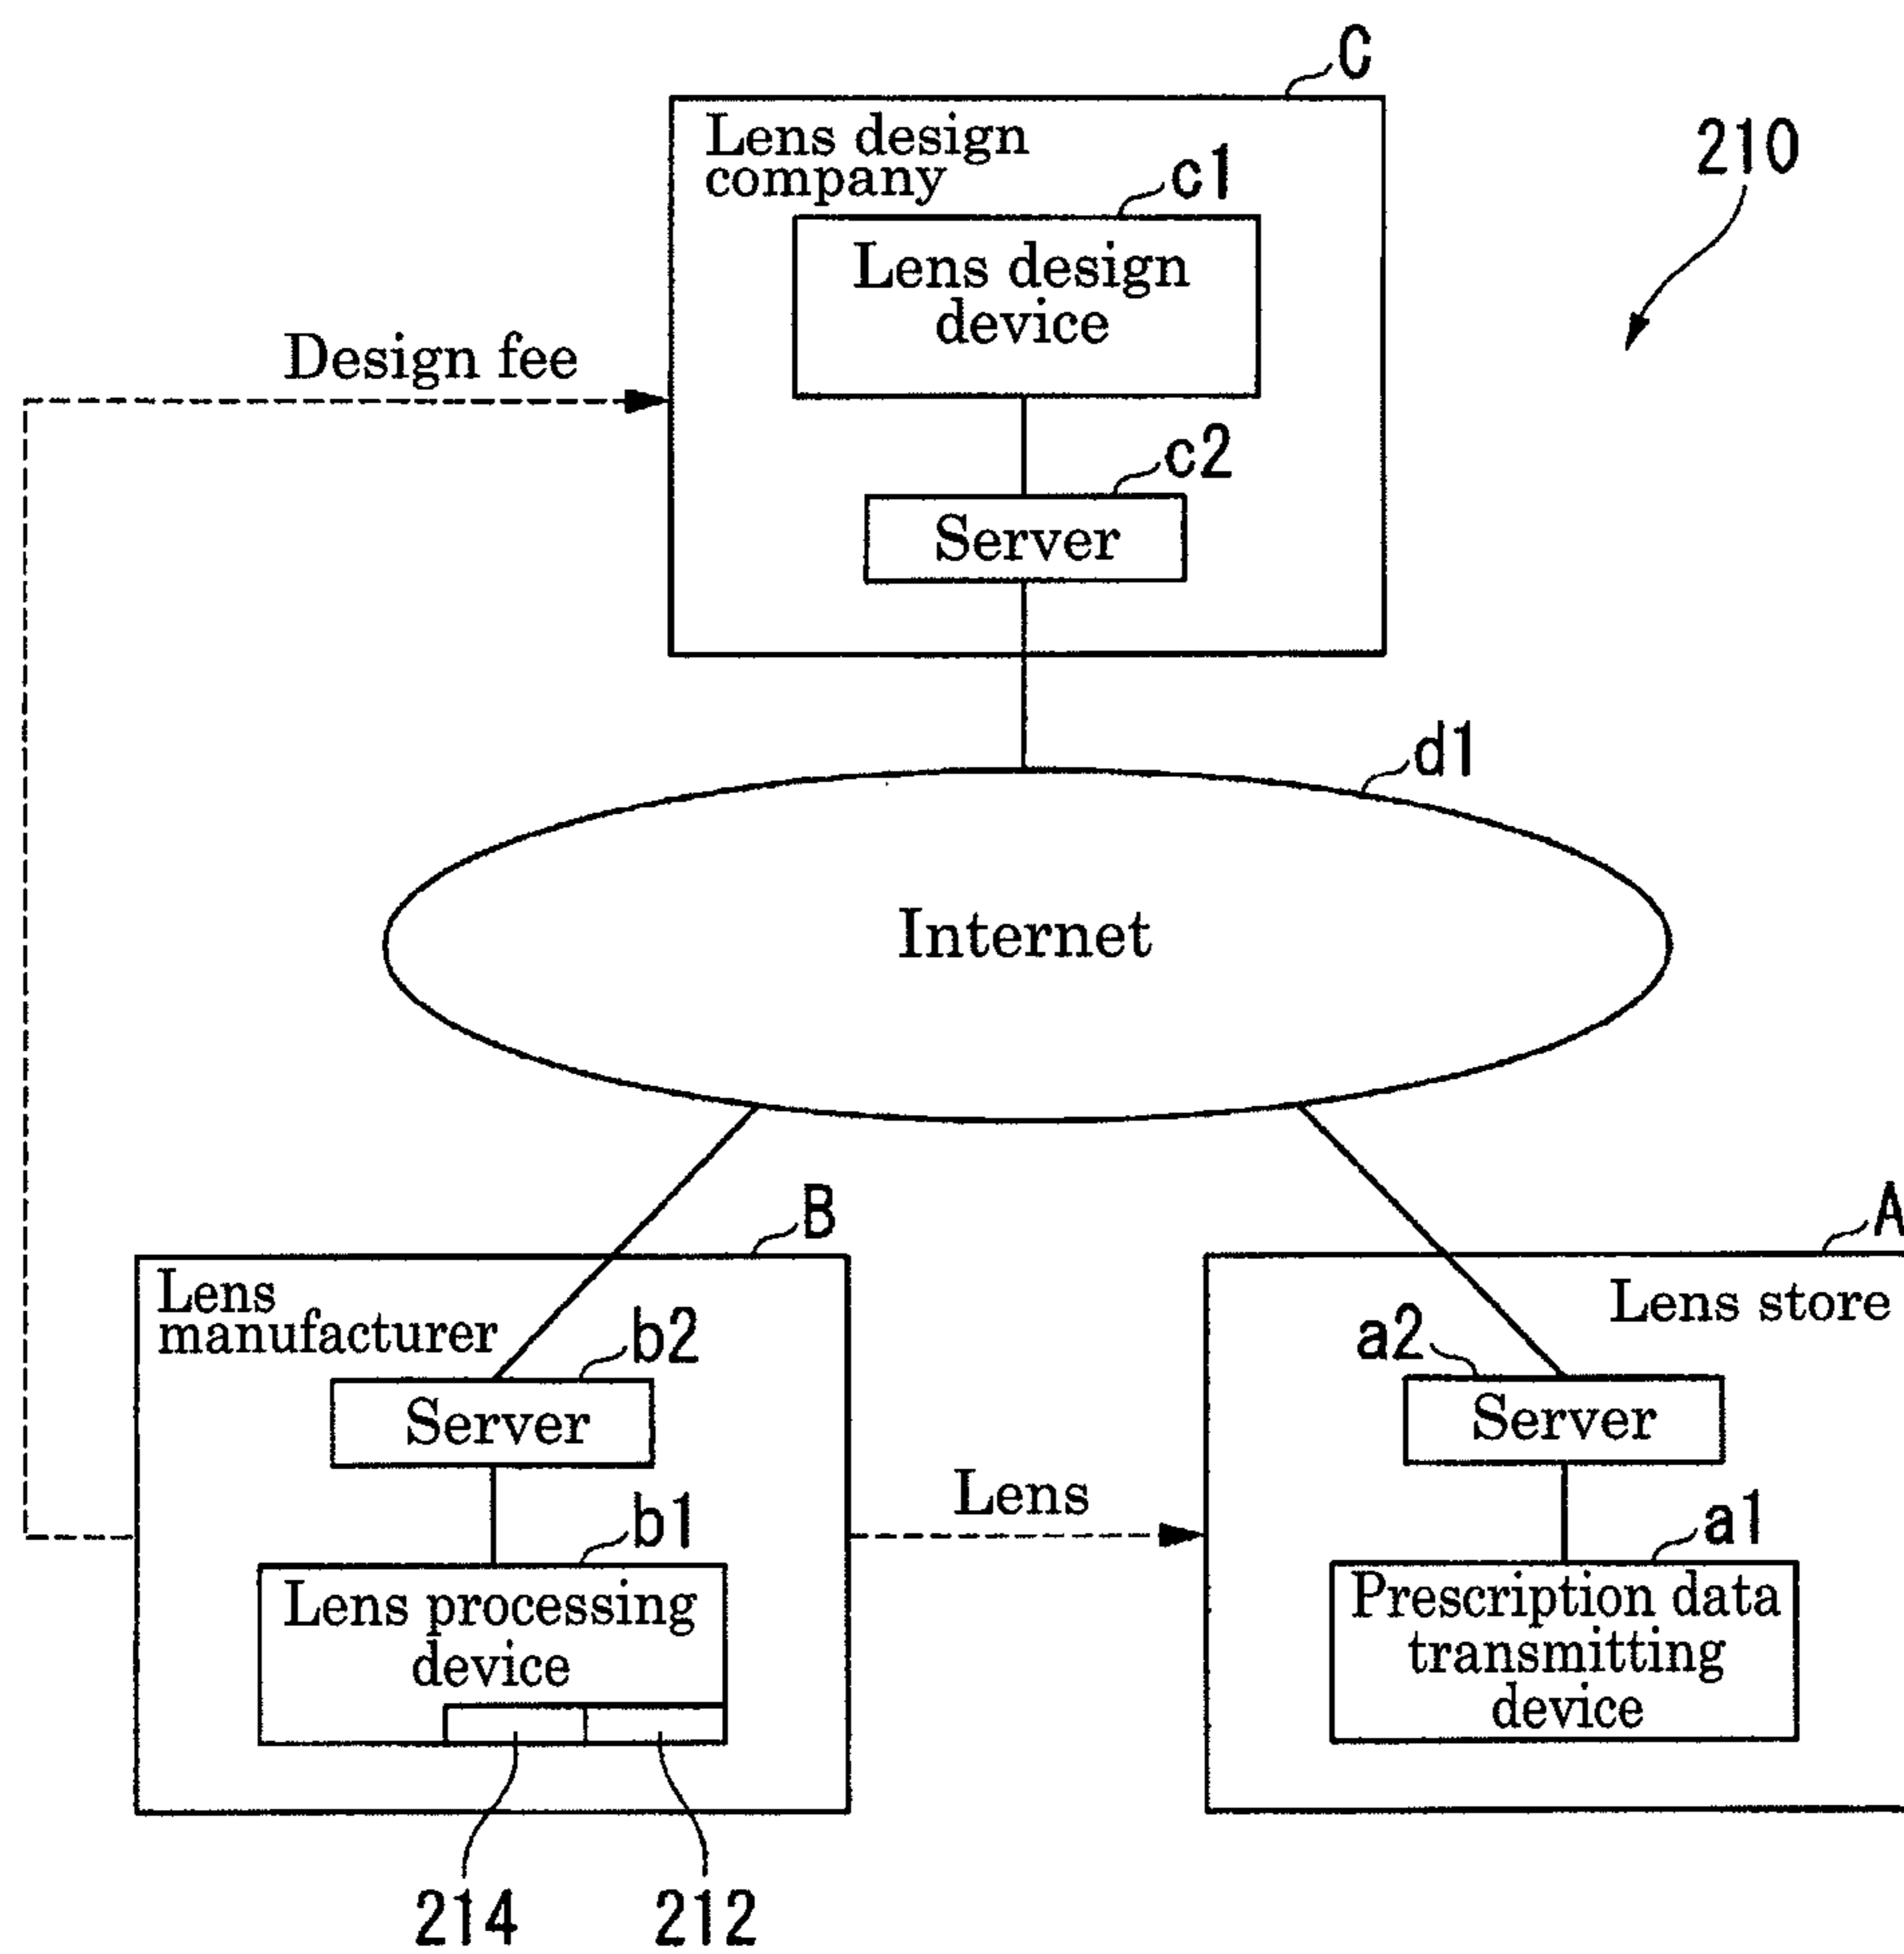 C
210
Lens design
company
c1
Lens design
device
Design fee
c2
Server
d1
Internet
B
A
Lens
manufacturer
b2
Server
b1
Lens processing
device
214
212
Lens
Lens store
a2
Server
a1
Prescription data
transmitting
device